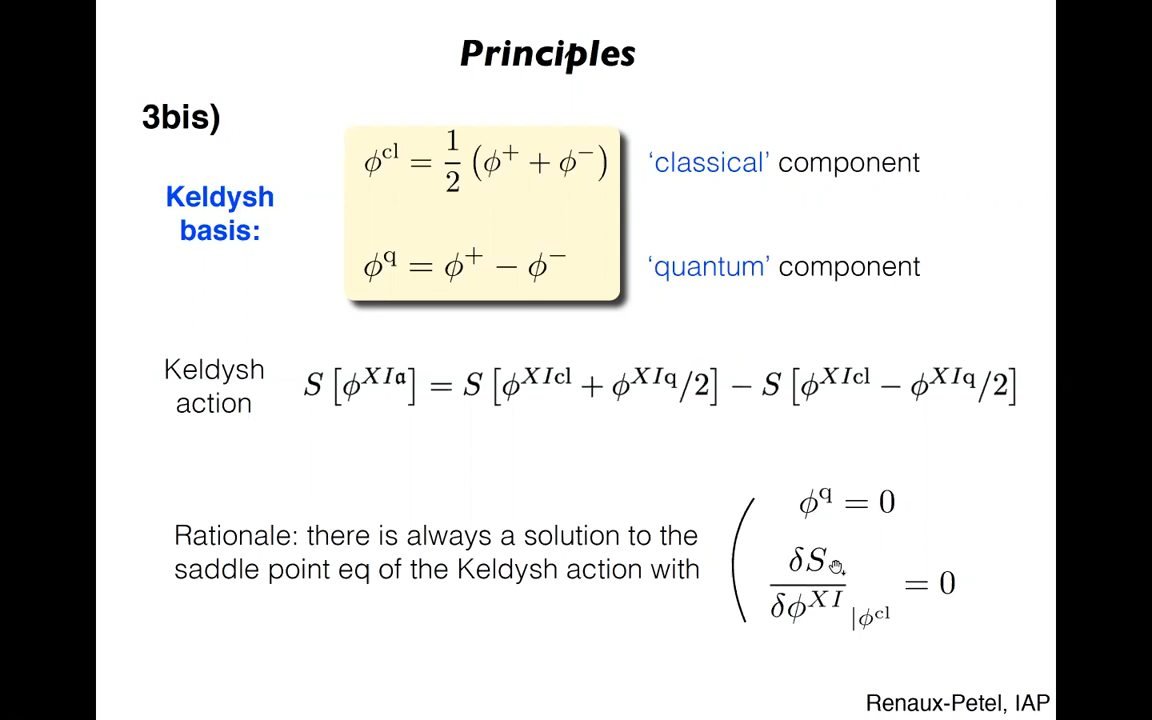 Principles
3bis)
Keldysh basis:
ϕ^cl = 1/2 (ϕ^+ + ϕ^−) ‘classical’ component
ϕ^q = ϕ^+ − ϕ^− ‘quantum’ component
Keldysh action
S [ϕ^{XI𝔞}] = S [ϕ^{XIcl} + ϕ^{XIq}/2] − S [ϕ^{XIcl} − ϕ^{XIq}/2]
Rationale: there is always a solution to the
saddle point eq of the Keldysh action with
ϕ^q = 0
δS/δϕ^{XI} |ϕ^cl = 0
Renaux-Petel, IAP